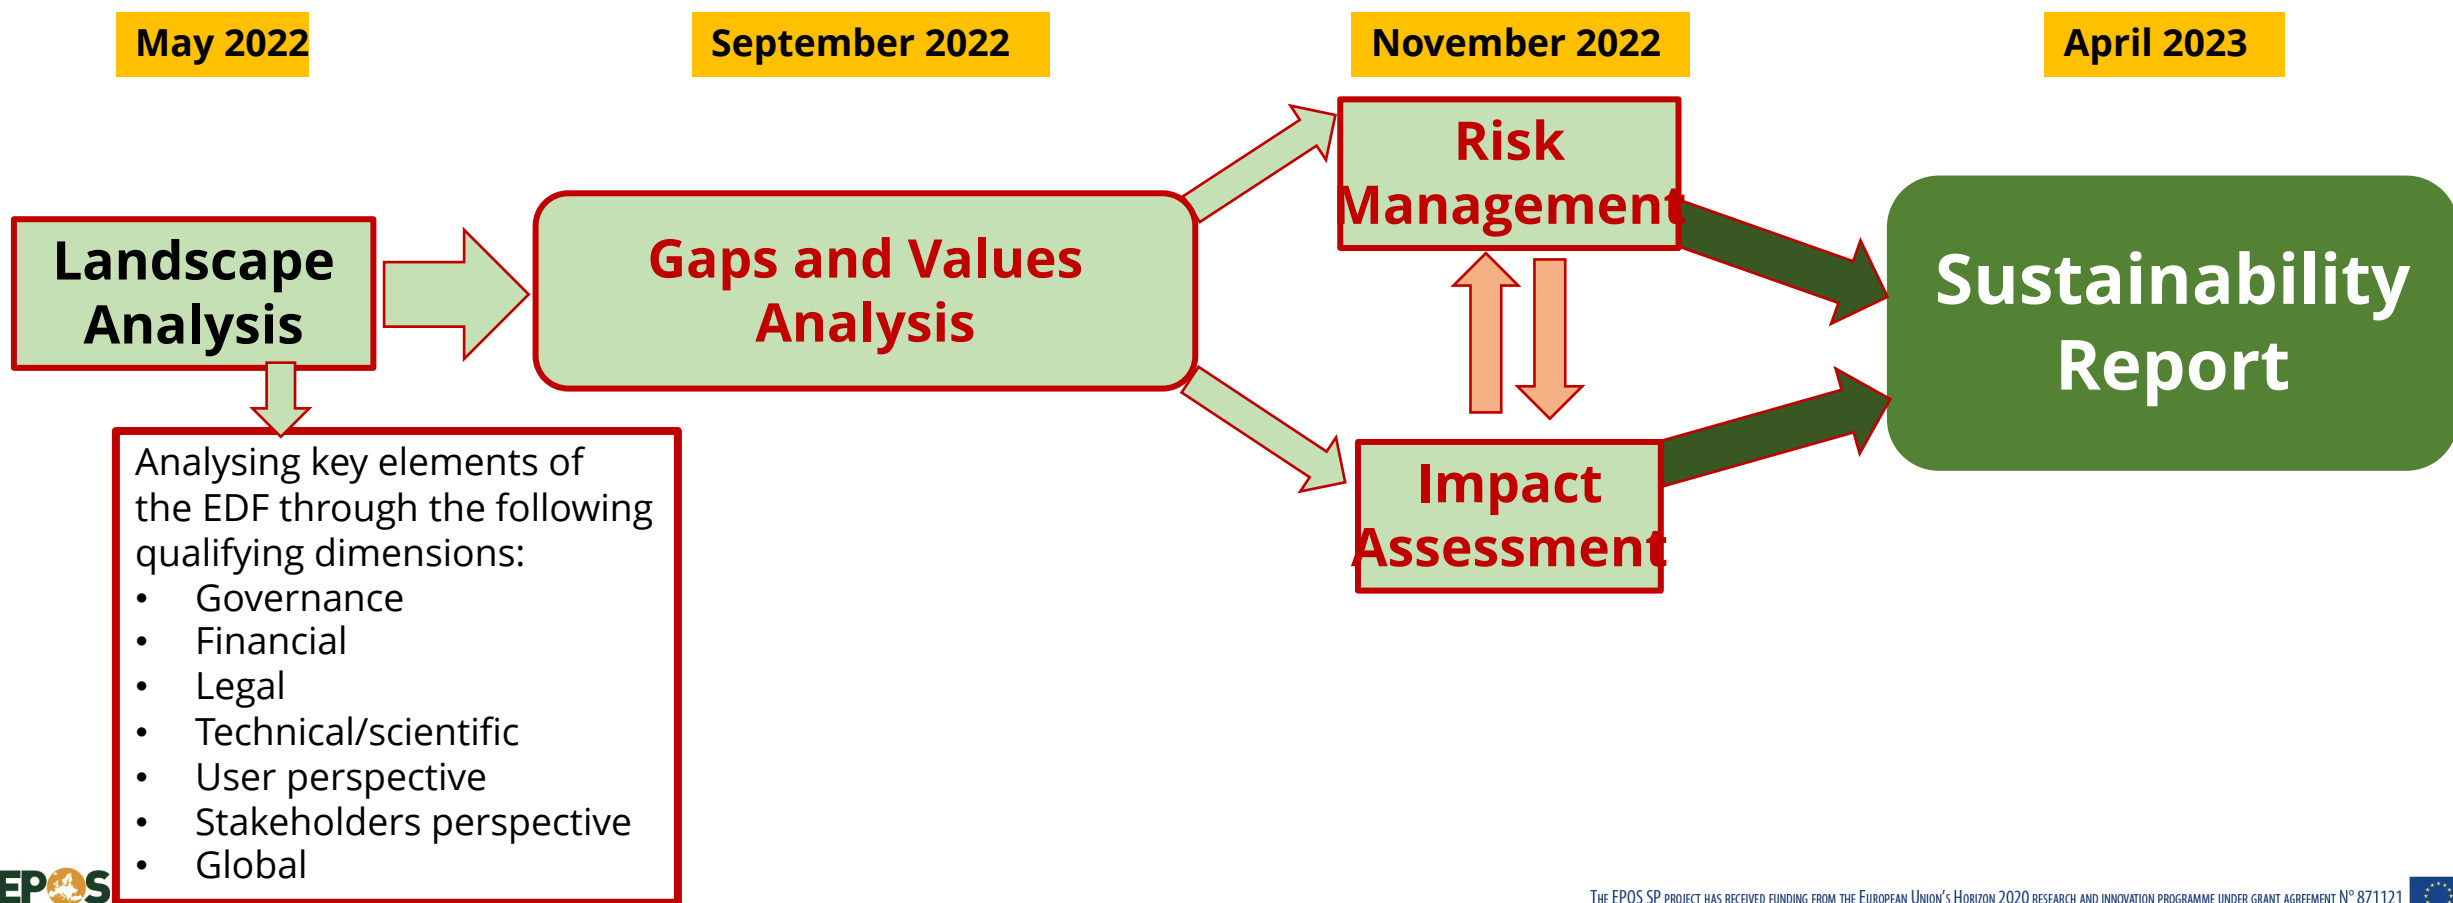 May 2022
September 2022
November 2022
April 2023
Landscape
Analysis
Gaps and Values
Analysis
Risk
Management
Impact
Assessment
Sustainability
Report
Analysing key elements of
the EDF through the following
qualifying dimensions:
• Governance
• Financial
• Legal
• Technical/scientific
• User perspective
• Stakeholders perspective
• Global
EPOS
The EPOS SP project has received funding from the European Union's Horizon 2020 research and innovation programme under grant agreement N° 871121